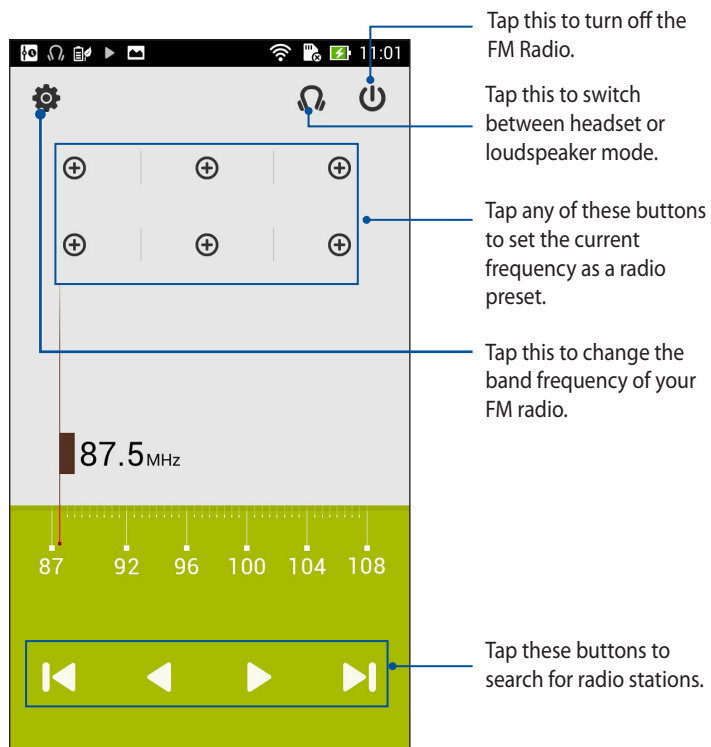 Tap this to turn off the
FM Radio.
11:01
Tap this to switch
between headset or
loudspeaker mode.
Tap any of these buttons
to set the current
frequency as a radio
preset.
Tap this to change the
band frequency of your
FM radio.
87.5 MHz
87 92 96 100 104 108
Tap these buttons to
search for radio stations.